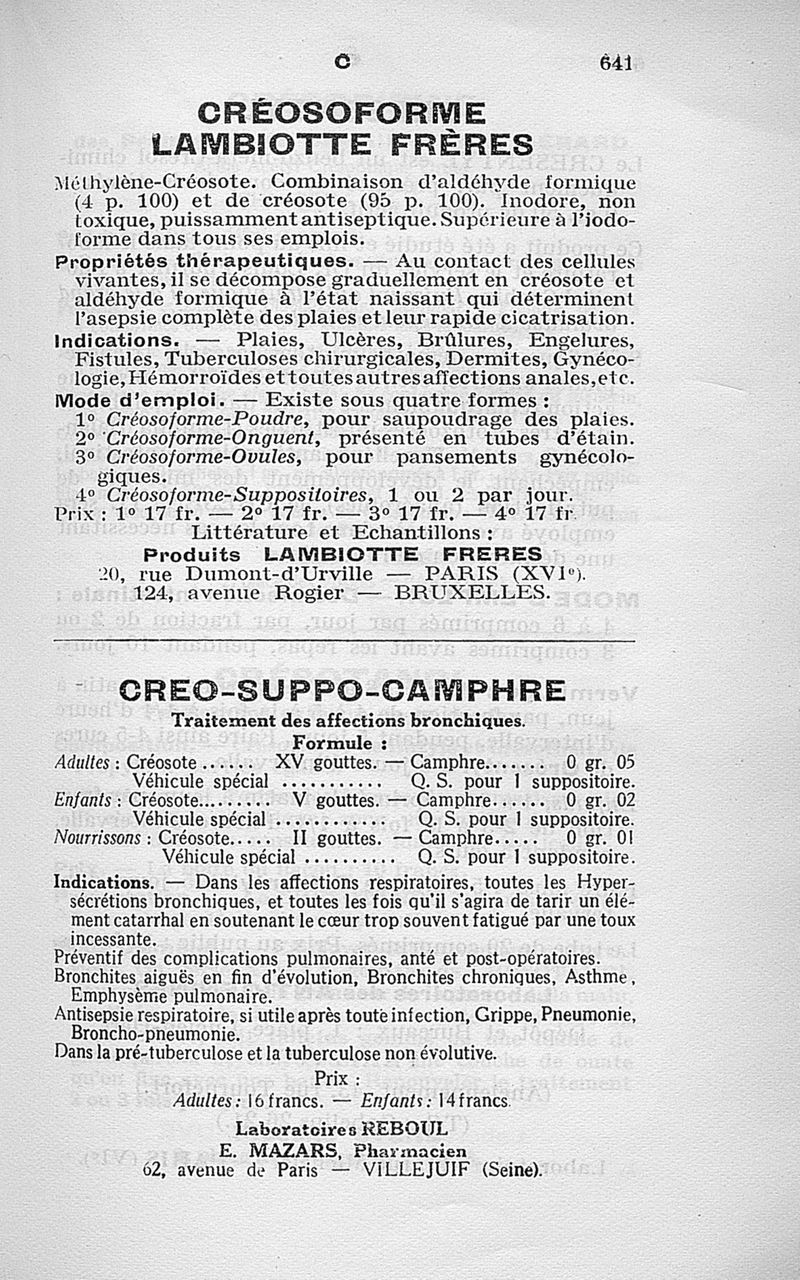 C 641
CRÉOSOFORME
LAMBIOTTE FRÈRES
Méthylène-Créosote. Combinaison d'aldéhyde formique
(4 p. 100) et de créosote (95 p. 100). Inodore, non
toxique, puissamment antiseptique. Supérieure à l'iodo-
forme dans tous ses emplois.
Propriétés thérapeutiques. — Au contact des cellules
vivantes, il se décompose graduellement en créosote et
aldéhyde formique à l'état naissant qui déterminent
l'asepsie complète des plaies et leur rapide cicatrisation.
Indications. — Plaies, Ulcères, Brûlures, Engelures,
Fistules, Tuberculoses chirurgicales, Dermites, Gynéco-
logie, Hémorroïdes et toutes autres affections anales, etc.
Mode d'emploi. — Existe sous quatre formes :
1° Créosoforme-Poudre, pour saupoudrage des plaies.
2° Créosoforme-Onguent, présenté en tubes d'étain.
3° Créosoforme-Ovules, pour pansements gynécolo-
giques.
4° Créosoforme-Suppositoires, 1 ou 2 par jour.
Prix : 1° 17 fr. — 2° 17 fr. — 3° 17 fr. — 4° 17 fr.
Littérature et Echantillons :
Produits LAMBIOTTE FRERES
20, rue Dumont-d'Urville — PARIS (XVIe).
124, avenue Rogier — BRUXELLES.
CREO-SUPPO-CAMPHRE
Traitement des affections bronchiques.
Formule :
Adultes : Créosote ...... XV gouttes. — Camphre....... 0 gr. 05
Véhicule spécial ........... Q. S. pour 1 suppositoire.
Enfants : Créosote......... V gouttes. — Camphre...... 0 gr. 02
Véhicule spécial ............ Q. S. pour 1 suppositoire.
Nourrissons : Créosote..... II gouttes. — Camphre..... 0 gr. 01
Véhicule spécial .......... Q. S. pour 1 suppositoire.
Indications. — Dans les affections respiratoires, toutes les Hyper-
sécrétions bronchiques, et toutes les fois qu'il s'agira de tarir un élé-
ment catarrhal en soutenant le cœur trop souvent fatigué par une toux
incessante.
Préventif des complications pulmonaires, anté et post-opératoires.
Bronchites aiguës en fin d'évolution, Bronchites chroniques, Asthme,
Emphysème pulmonaire.
Antisepsie respiratoire, si utile après toute infection, Grippe, Pneumonie,
Broncho-pneumonie.
Dans la pré-tuberculose et la tuberculose non évolutive.
Prix :
Adultes : 16 francs. — Enfants : 14 francs.
Laboratoires REBOUL
E. MAZARS, Pharmacien
62, avenue de Paris — VILLEJUIF (Seine).